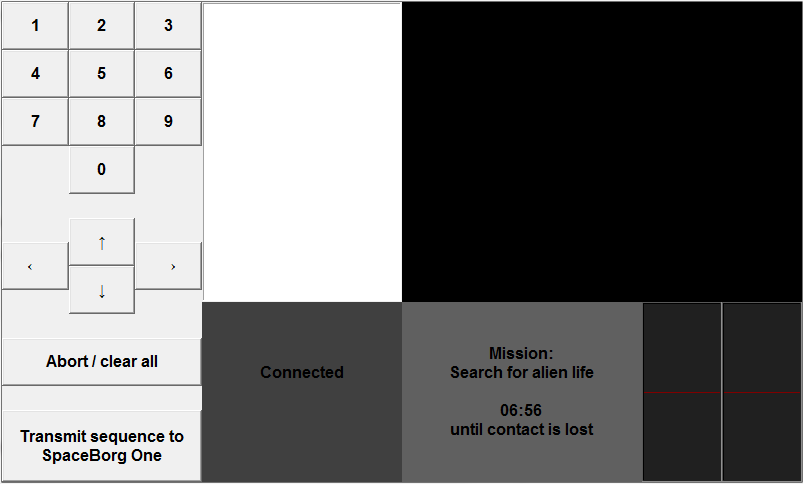 1 2 3
4 5 6
7 8 9
0
↑
‹ ›
↓
Abort / clear all
Transmit sequence to
SpaceBorg One
Connected
Mission:
Search for alien life
06:56
until contact is lost